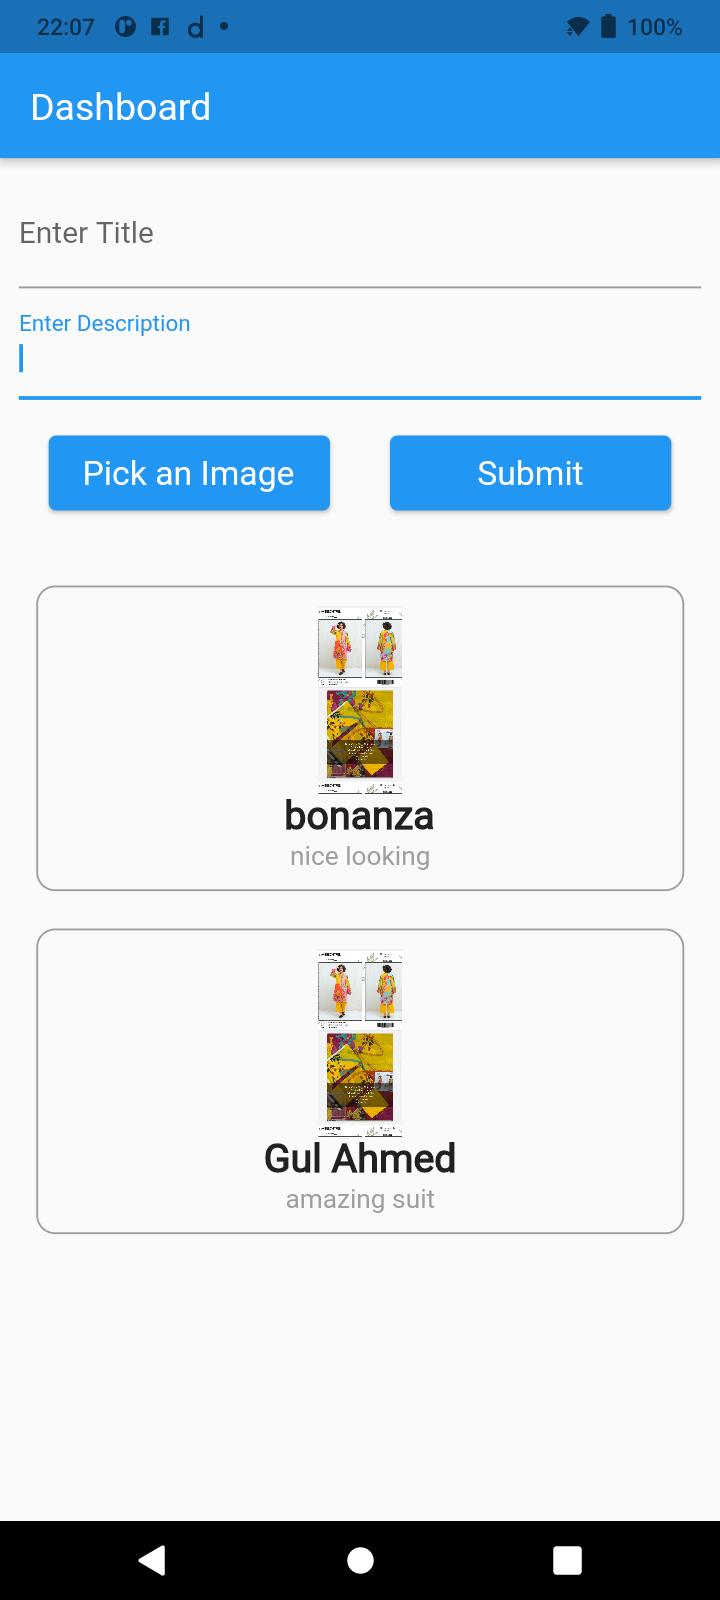 22:07
100%
Dashboard
Enter Title
Enter Description
Pick an Image
Submit
bonanza
nice looking
Gul Ahmed
amazing suit